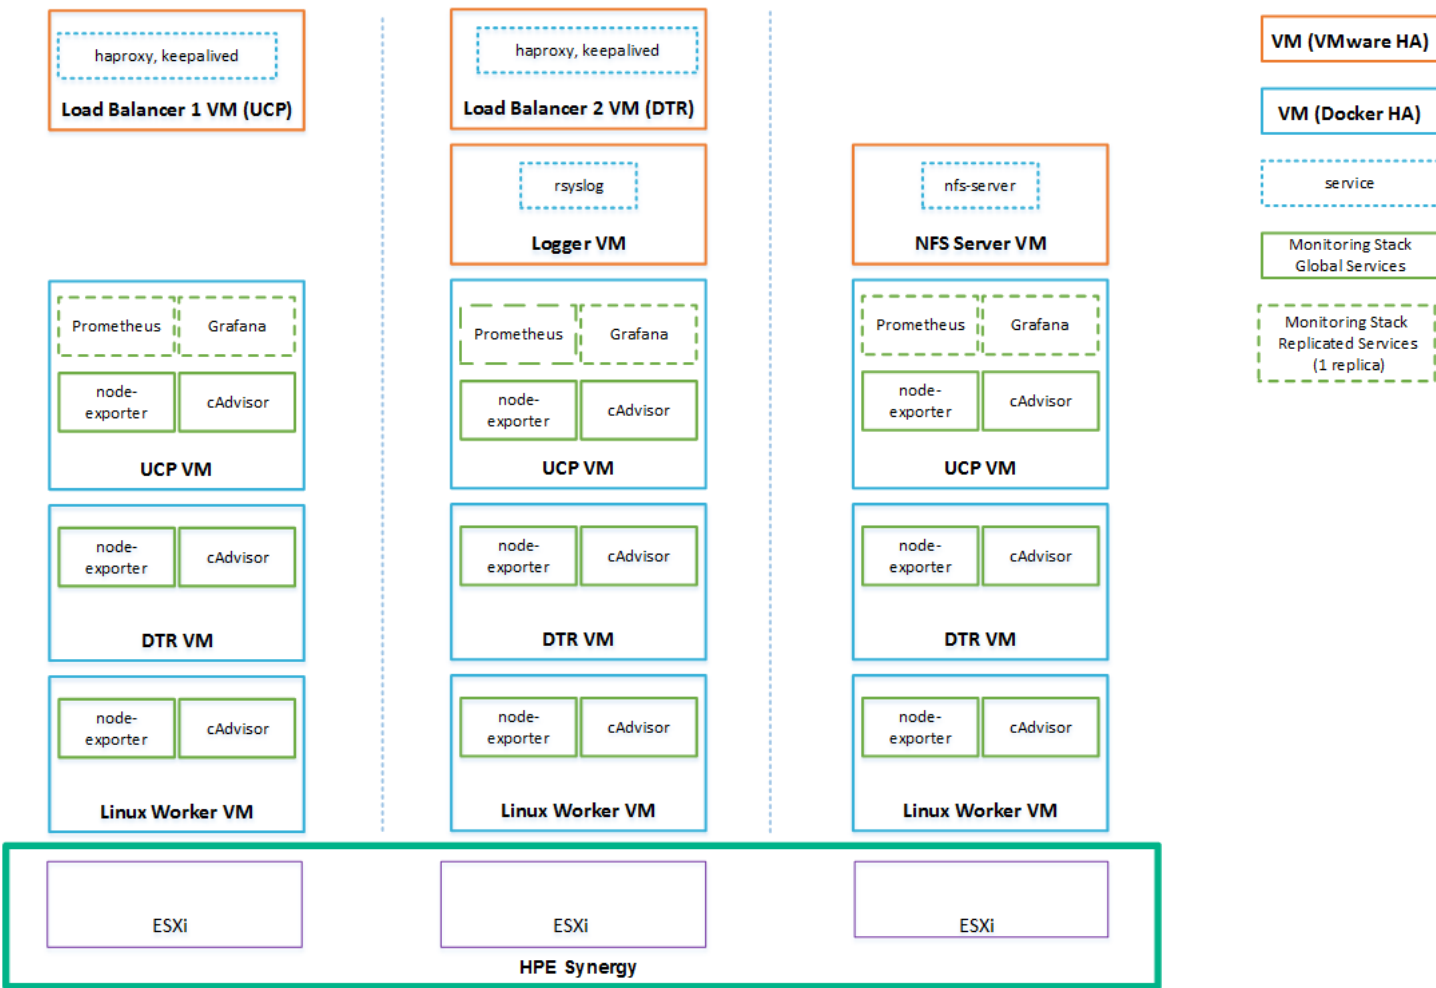 haproxy, keepalived
Load Balancer 1 VM (UCP)
haproxy, keepalived
Load Balancer 2 VM (DTR)
rsyslog
Logger VM
nfs-server
NFS Server VM
Prometheus
Grafana
node-
exporter
cAdvisor
UCP VM
Prometheus
Grafana
node-
exporter
cAdvisor
UCP VM
Prometheus
Grafana
node-
exporter
cAdvisor
UCP VM
node-
exporter
cAdvisor
DTR VM
node-
exporter
cAdvisor
DTR VM
node-
exporter
cAdvisor
DTR VM
node-
exporter
cAdvisor
Linux Worker VM
node-
exporter
cAdvisor
Linux Worker VM
node-
exporter
cAdvisor
Linux Worker VM
ESXi
ESXi
ESXi
HPE Synergy
VM (VMware HA)
VM (Docker HA)
service
Monitoring Stack
Global Services
Monitoring Stack
Replicated Services
(1 replica)